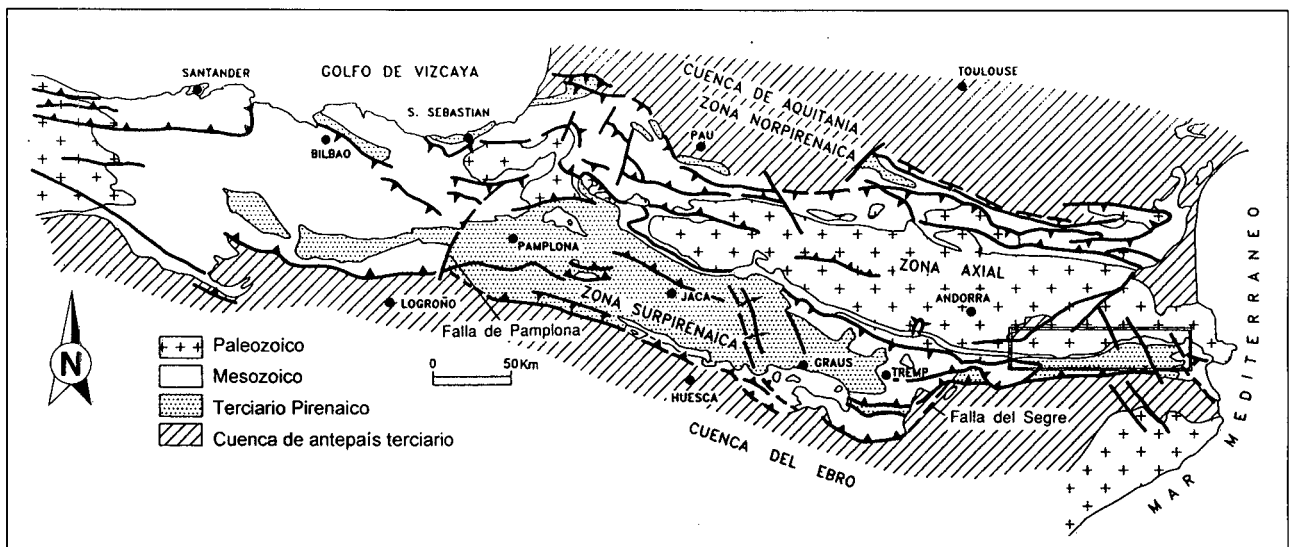 SANTANDER
GOLFO DE VIZCAYA
TOULOUSE
CUENCA DE AQUITANIA
ZONA NORPIRENAICA
S. SEBASTIAN
BILBAO
PAU
PAMPLONA
ZONA AXIAL
ANDORRA
JACA
ZONA SURPIRENAICA
LOGROÑO
Falla de Pamplona
GRAUS
TREMP
HUESCA
Falla del Segre
CUENCA DEL EBRO
MAR MEDITERRANEO
N
Paleozoico
Mesozoico
Terciario Pirenaico
Cuenca de antepaís terciario
0 50Km